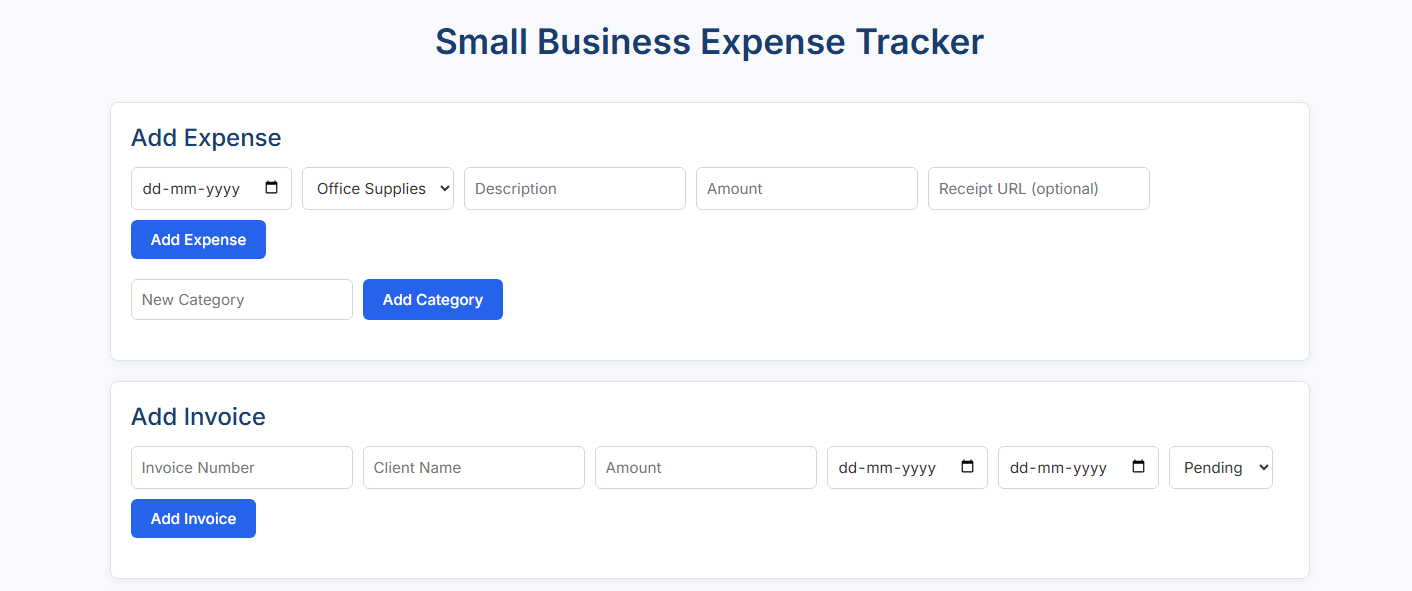 Small Business Expense Tracker
Add Expense
dd-mm-yyyy Office Supplies Description Amount Receipt URL (optional)
Add Expense
New Category Add Category
Add Invoice
Invoice Number Client Name Amount dd-mm-yyyy dd-mm-yyyy Pending
Add Invoice